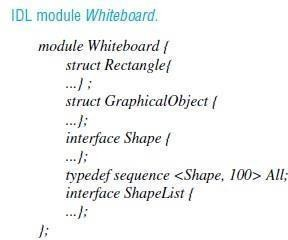 IDL module Whiteboard.
module Whiteboard {
struct Rectangle{
...} ;
struct GraphicalObject {
...};
interface Shape {
...};
typedef sequence <Shape, 100> All;
interface ShapeList {
...};
};